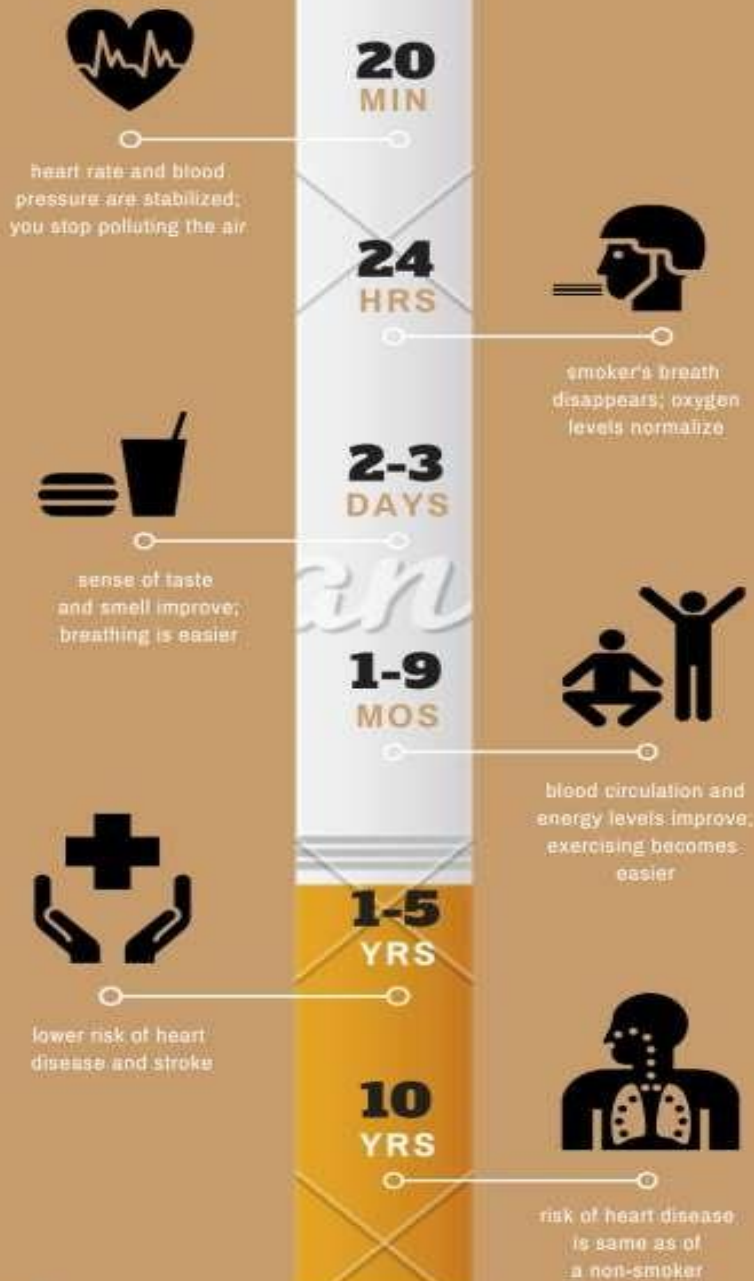 20
MIN
heart rate and blood
pressure are stabilized;
you stop polluting the air
24
HRS
smoker's breath
disappears; oxygen
levels normalize
2-3
DAYS
sense of taste
and smell improve;
breathing is easier
an
1-9
MOS
blood circulation and
energy levels improve;
exercising becomes
easier
1-5
YRS
lower risk of heart
disease and stroke
10
YRS
risk of heart disease
is same as of
a non-smoker